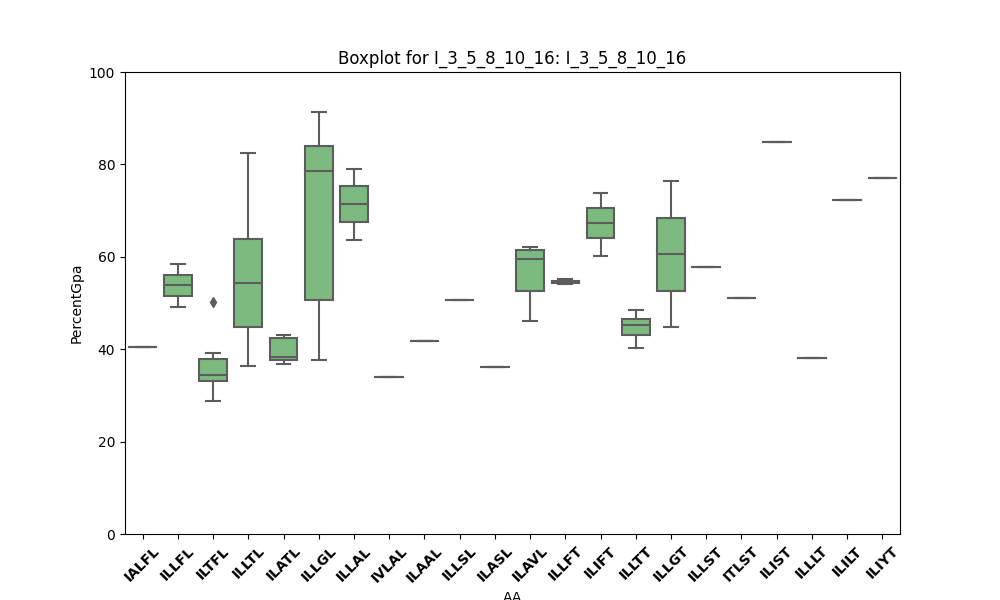 Boxplot for I_3_5_8_10_16: I_3_5_8_10_16
PercentGpa
100
80
60
40
20
0
IALFL
ILLFL
ILTFL
ILLTL
ILATL
ILLGL
ILLAL
IVLAL
ILAAL
ILLSL
ILASL
ILAVL
ILLFT
ILIFT
ILLTT
ILLGT
ILLST
ITLST
ILIST
ILLLT
ILILT
ILIYT
AA